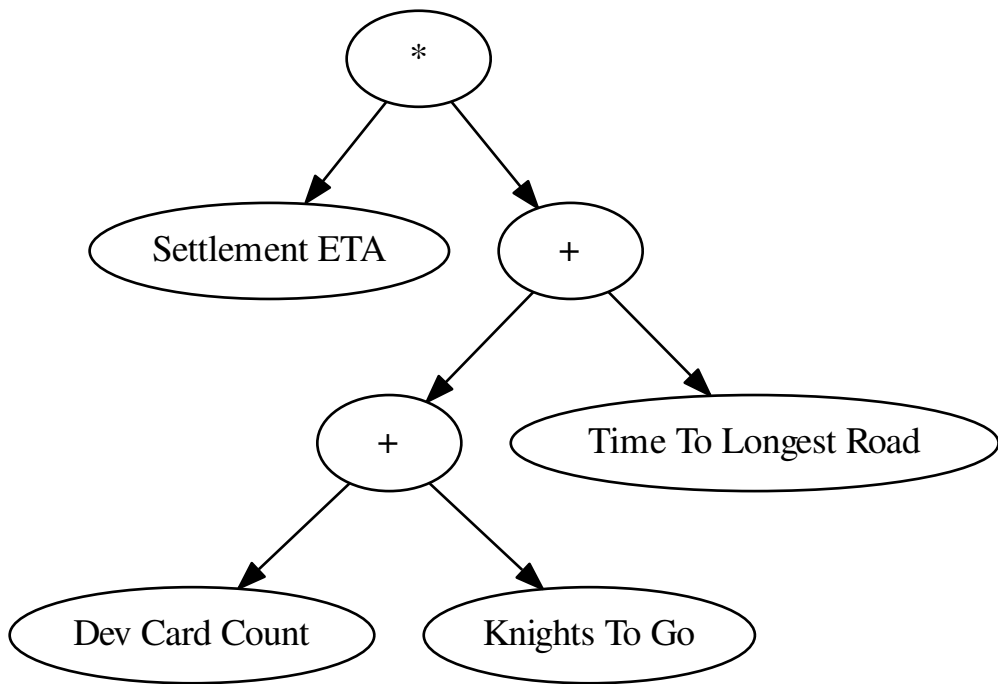 *
Settlement ETA
+
+
Time To Longest Road
Dev Card Count
Knights To Go